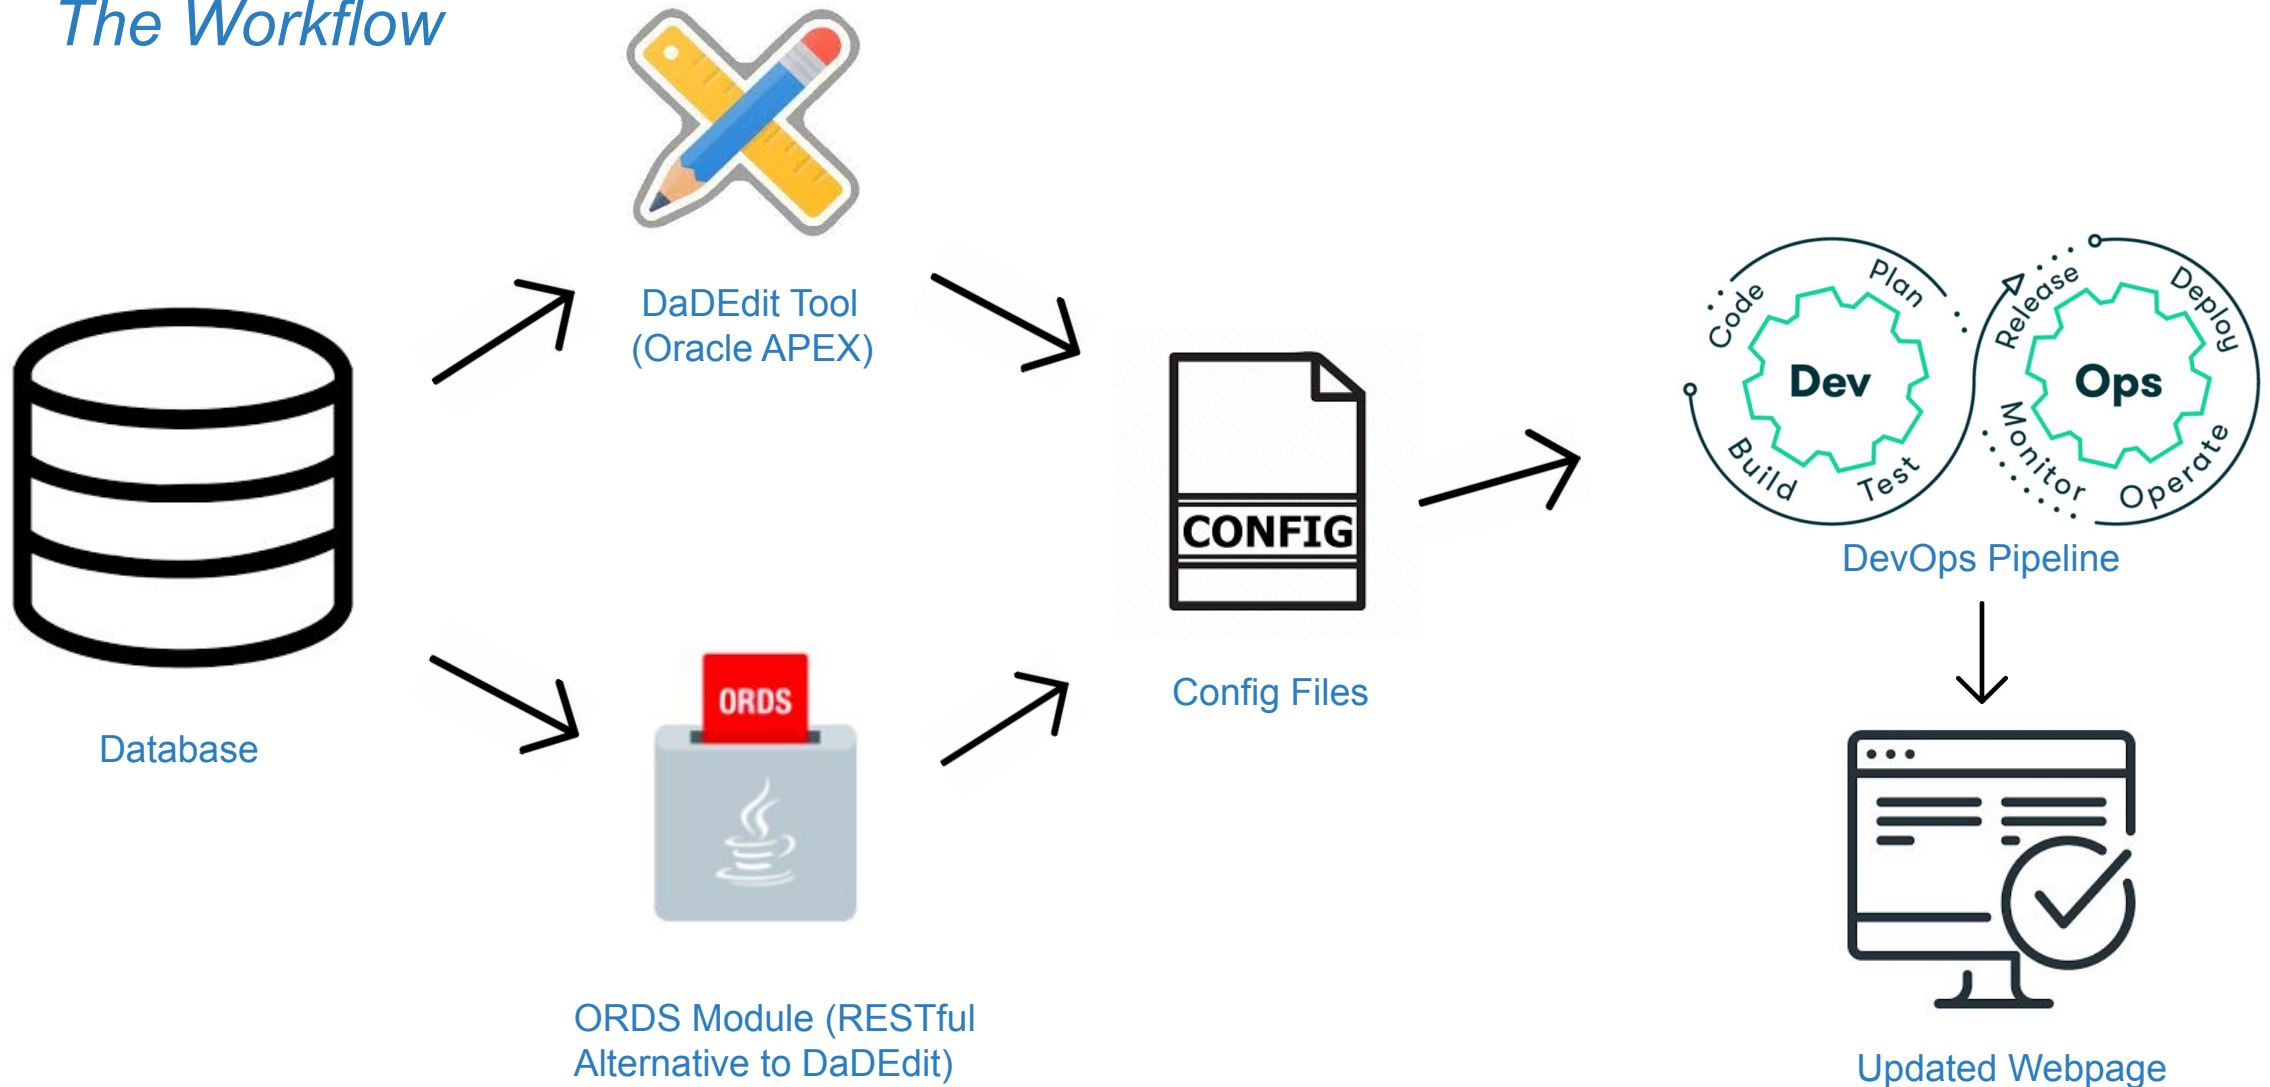 The Workflow
DaDEdit Tool
(Oracle APEX)
Database
ORDS
ORDS Module (RESTful
Alternative to DaDEdit)
CONFIG
Config Files
Plan
Code
Build
Test
Dev
Release
Deploy
Operate
Monitor
Ops
DevOps Pipeline
Updated Webpage